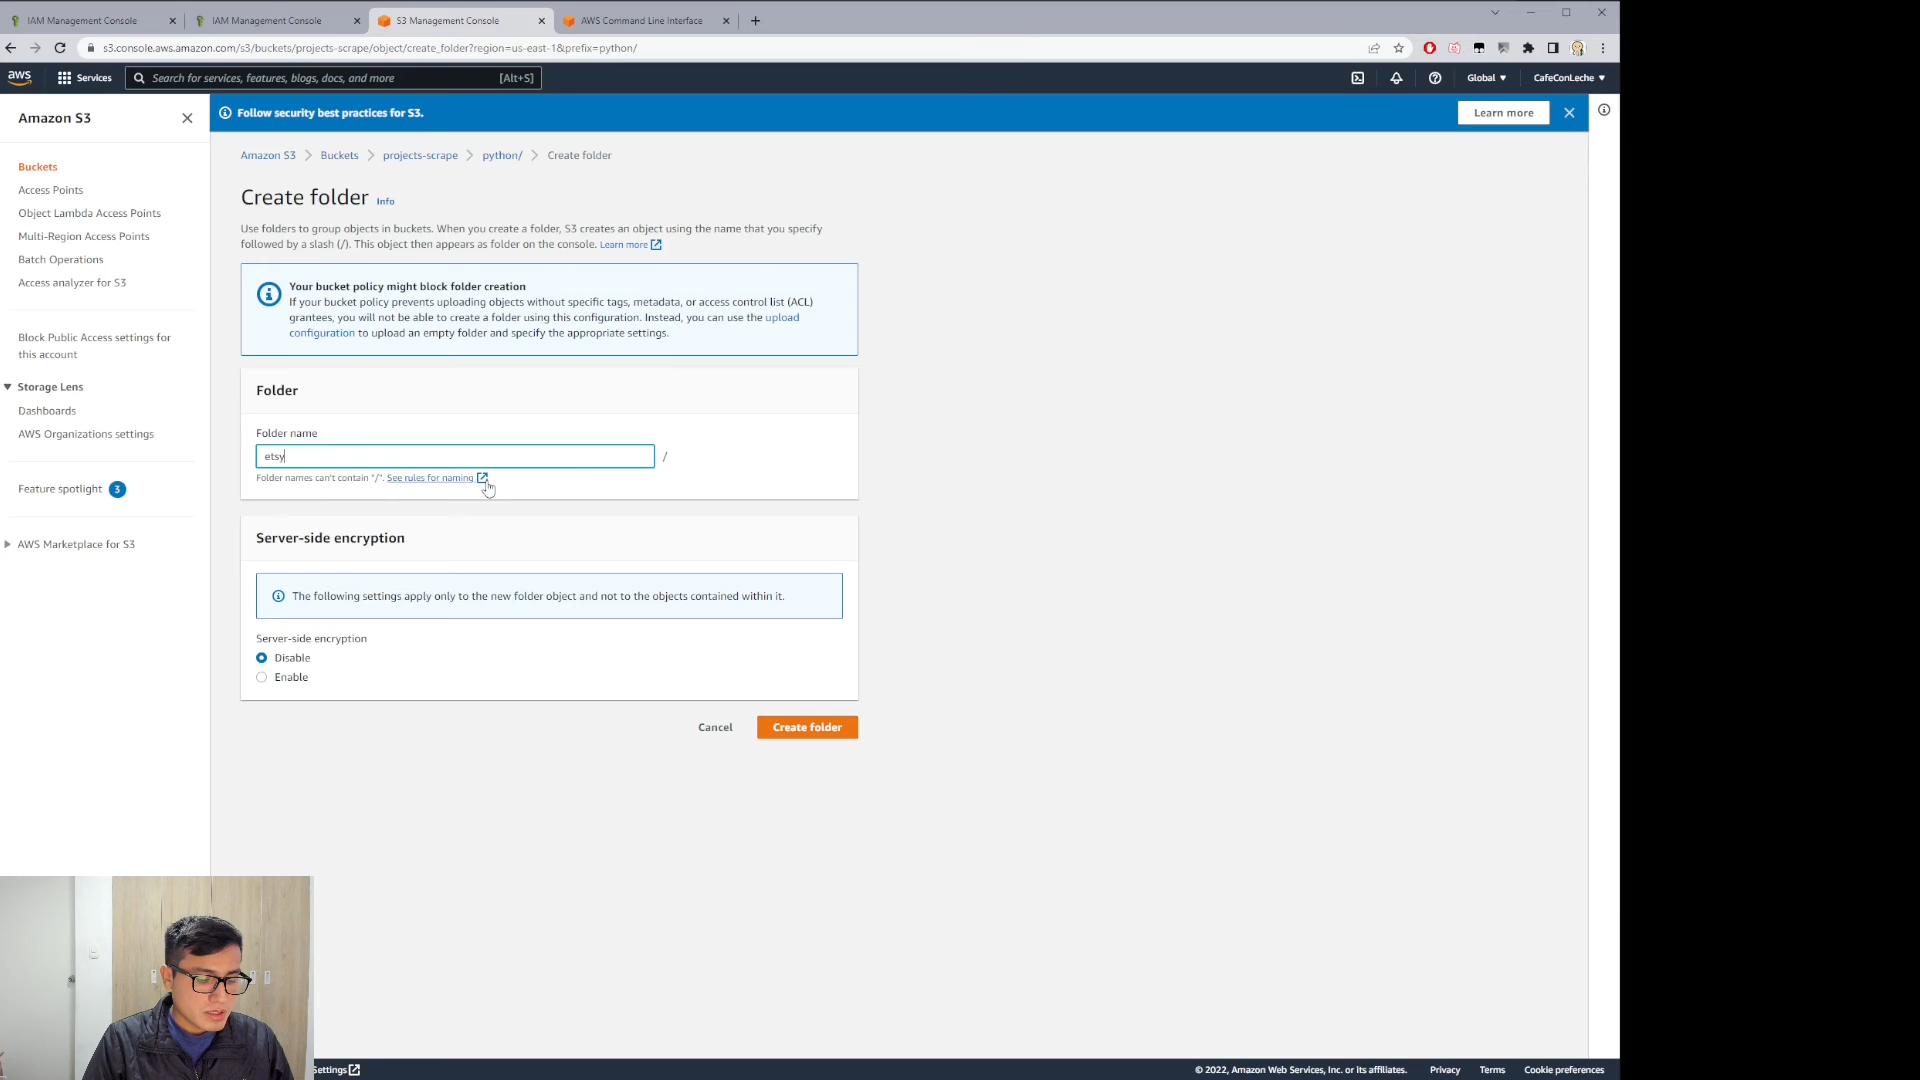 IAM Management Console
IAM Management Console
S3 Management Console
AWS Command Line Interface
s3.console.aws.amazon.com/s3/buckets/projects-scrape/object/create_folder?region=us-east-1&prefix=python/
aws
Services
Search for services, features, blogs, docs, and more
[Alt+S]
Global
CafeConLeche
Amazon S3
Follow security best practices for S3.
Learn more
Buckets
Access Points
Object Lambda Access Points
Multi-Region Access Points
Batch Operations
Access analyzer for S3
Block Public Access settings for
this account
Storage Lens
Dashboards
AWS Organizations settings
Feature spotlight 3
AWS Marketplace for S3
Amazon S3 > Buckets > projects-scrape > python/ > Create folder
Create folder Info
Use folders to group objects in buckets. When you create a folder, S3 creates an object using the name that you specify
followed by a slash (/). This object then appears as folder on the console. Learn more
Your bucket policy might block folder creation
If your bucket policy prevents uploading objects without specific tags, metadata, or access control list (ACL)
grantees, you will not be able to create a folder using this configuration. Instead, you can use the upload
configuration to upload an empty folder and specify the appropriate settings.
Folder
Folder name
etsy
/
Folder names can't contain "/". See rules for naming
Server-side encryption
The following settings apply only to the new folder object and not to the objects contained within it.
Server-side encryption
Disable
Enable
Cancel
Create folder
Settings
© 2022, Amazon Web Services, Inc. or its affiliates.
Privacy
Terms
Cookie preferences